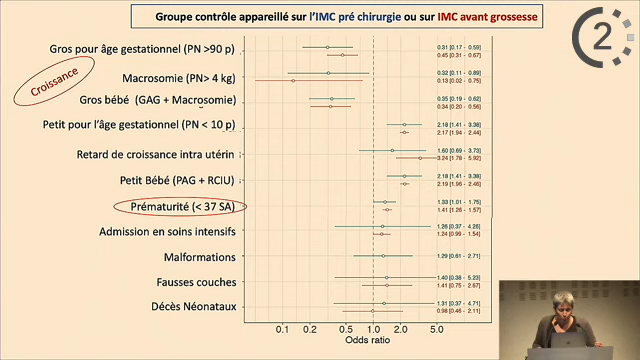 Groupe contrôle appareillé sur l'IMC pré chirurgie ou sur IMC avant grossesse
2
Croissance
Gros pour âge gestationnel (PN >90 p)
0.31 [0.17 - 0.59]
0.45 [0.31 - 0.67]
Macrosomie (PN> 4 kg)
0.32 [0.11 - 0.89]
0.13 [0.02 - 0.75]
Gros bébé (GAG + Macrosomie)
0.35 [0.19 - 0.62]
0.34 [0.20 - 0.56]
Petit pour l'âge gestationnel (PN < 10 p)
2.18 [1.41 - 3.38]
2.17 [1.94 - 2.44]
Retard de croissance intra utérin
1.60 [0.69 - 3.73]
3.24 [1.78 - 5.92]
Petit Bébé (PAG + RCIU)
2.18 [1.41 - 3.38]
2.19 [1.96 - 2.46]
Prématurité (< 37 SA)
1.33 [1.01 - 1.75]
1.41 [1.26 - 1.57]
Admission en soins intensifs
1.26 [0.37 - 4.26]
1.24 [0.99 - 1.54]
Malformations
1.29 [0.61 - 2.71]
Fausses couches
1.40 [0.38 - 5.23]
1.41 [0.75 - 2.67]
Décès Néonataux
1.31 [0.37 - 4.71]
0.98 [0.46 - 2.11]
0.1 0.2 0.5 1.0 2.0 5.0
Odds ratio